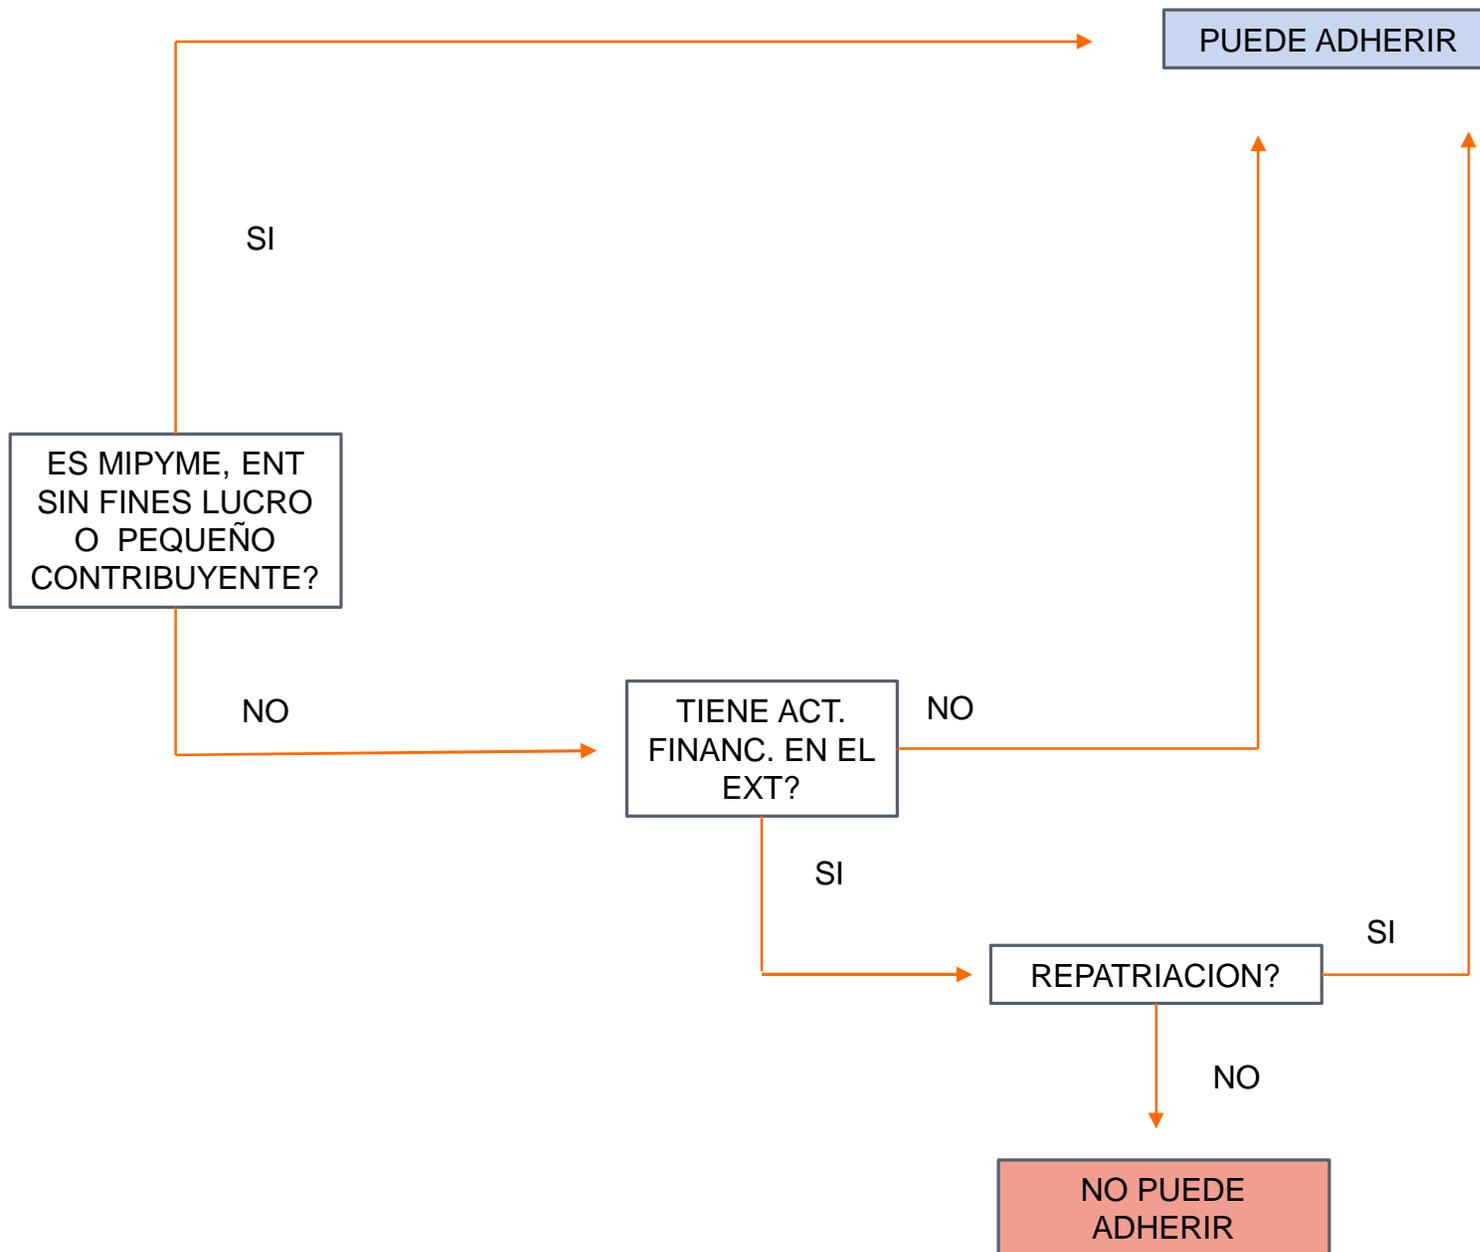 PUEDE ADHERIR
SI
ES MIPYME, ENT
SIN FINES LUCRO
O PEQUEÑO
CONTRIBUYENTE?
NO
TIENE ACT.
FINANC. EN EL
EXT?
NO
SI
SI
REPATRIACION?
NO
NO PUEDE
ADHERIR